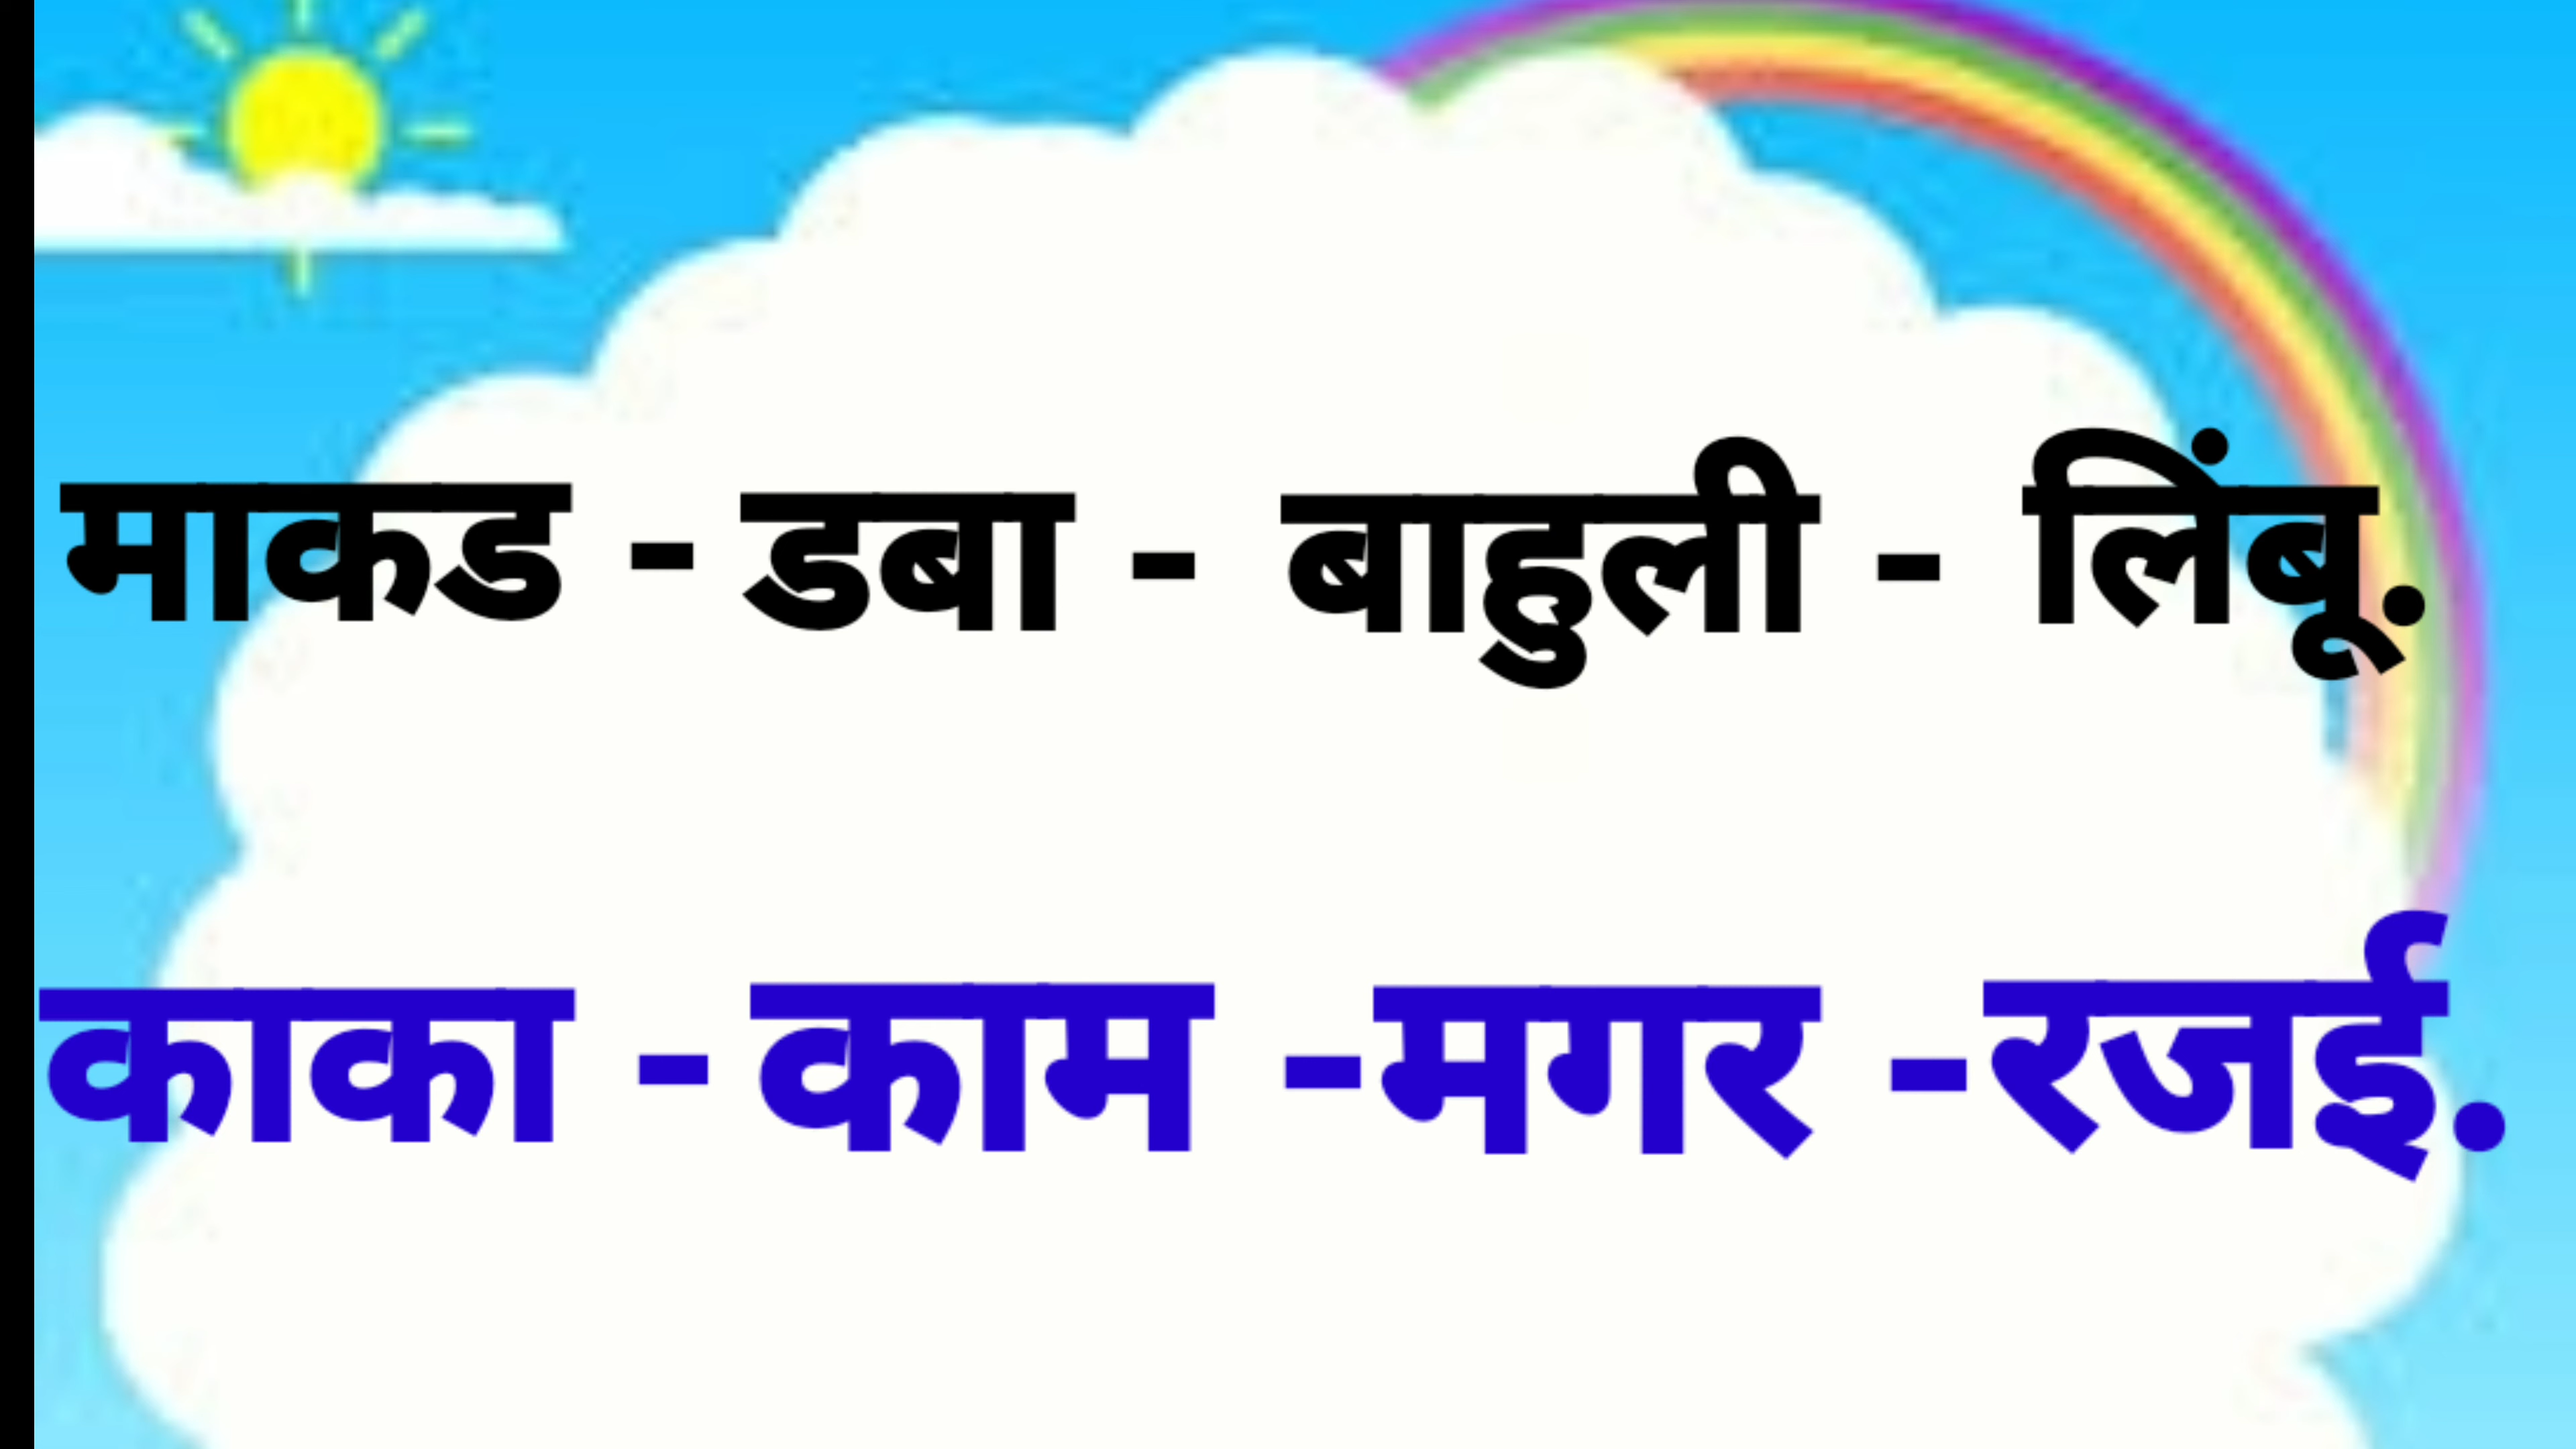 माकड - डबा - बाहुली - लिंबू.
काका - काम -मगर -रजई.